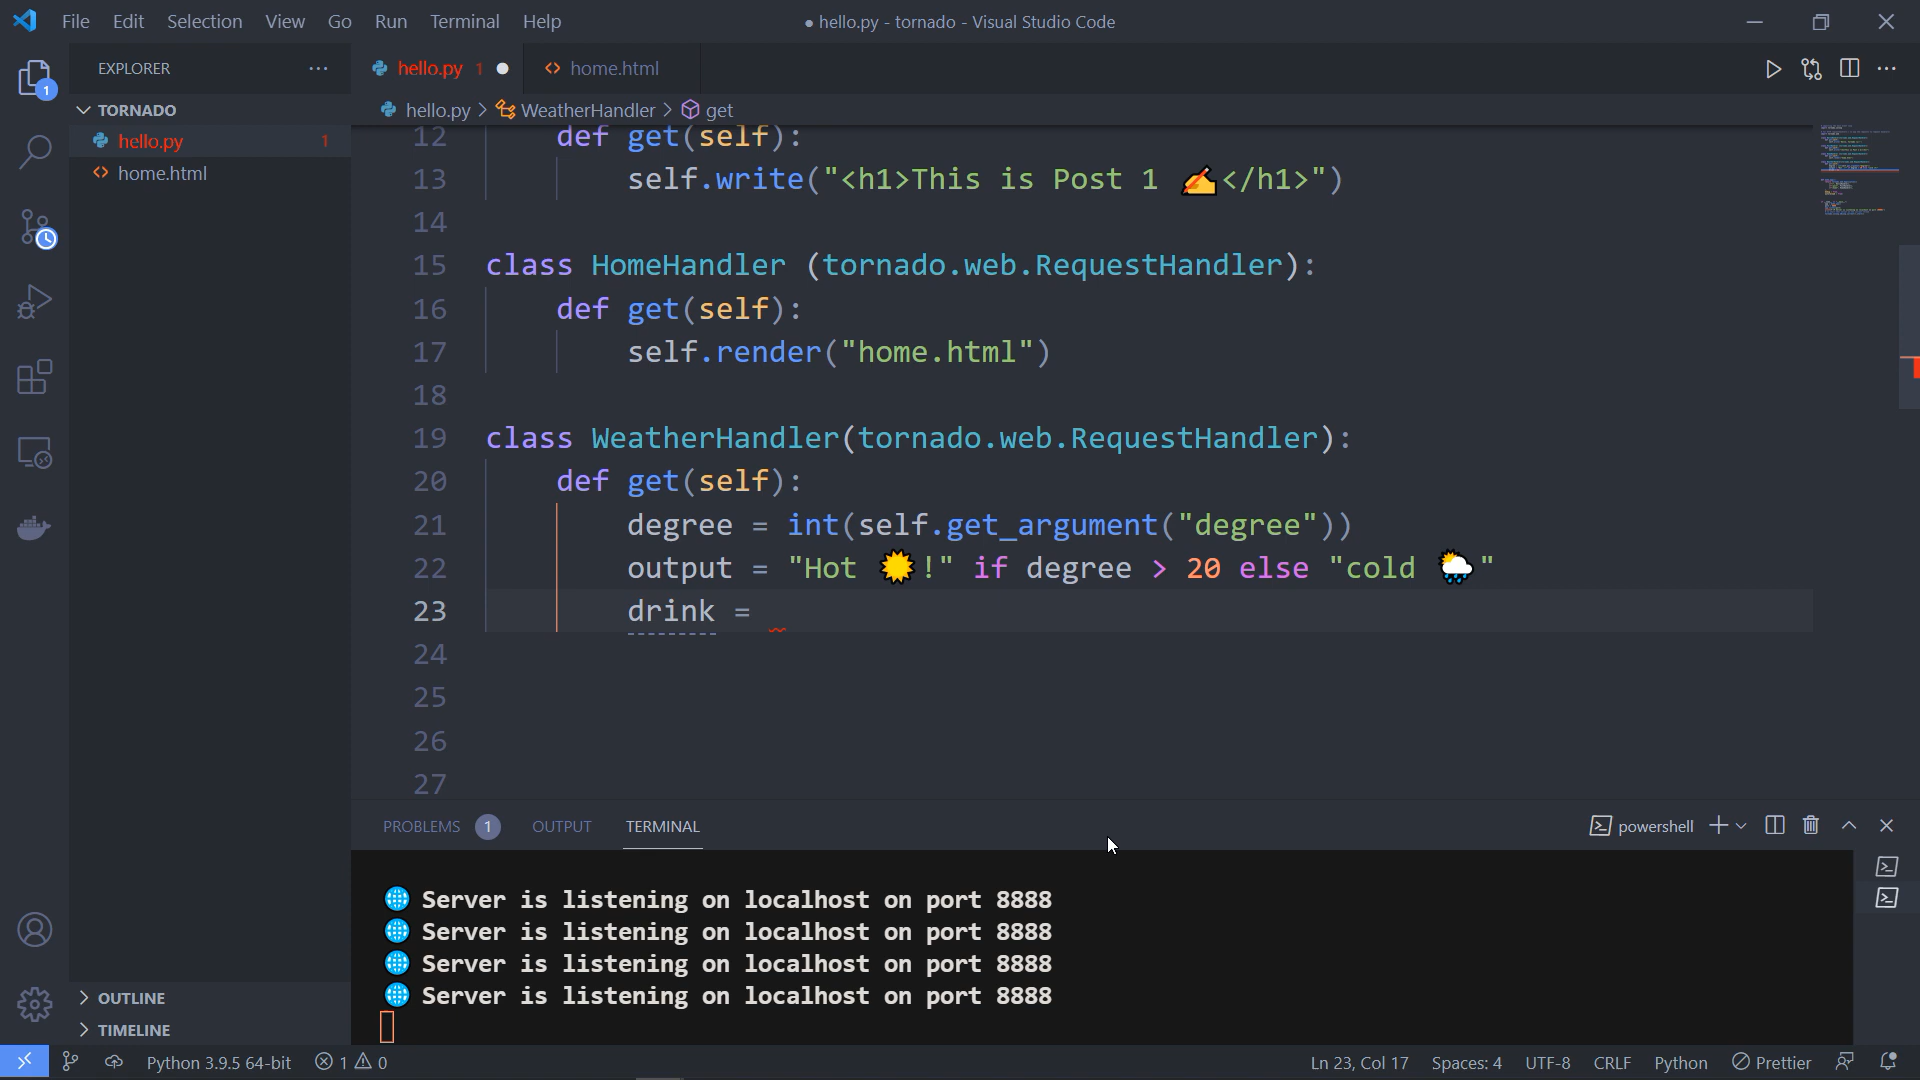 File Edit Selection View Go Run Terminal Help
● hello.py - tornado - Visual Studio Code
EXPLORER ···
hello.py 1 ●
home.html
TORNADO
hello.py > WeatherHandler > get
hello.py 1
home.html
1
12 def get(self):
13 self.write("<h1>This is Post 1 ✍</h1>")
14
15 class HomeHandler (tornado.web.RequestHandler):
16 def get(self):
17 self.render("home.html")
18
19 class WeatherHandler(tornado.web.RequestHandler):
20 def get(self):
21 degree = int(self.get_argument("degree"))
22 output = "Hot ☀!" if degree > 20 else "cold 🌦"
23 drink =
24
25
26
27
PROBLEMS 1 OUTPUT TERMINAL
powershell
🌐 Server is listening on localhost on port 8888
🌐 Server is listening on localhost on port 8888
🌐 Server is listening on localhost on port 8888
🌐 Server is listening on localhost on port 8888
OUTLINE
TIMELINE
Python 3.9.5 64-bit 1 0 Ln 23, Col 17 Spaces: 4 UTF-8 CRLF Python Prettier